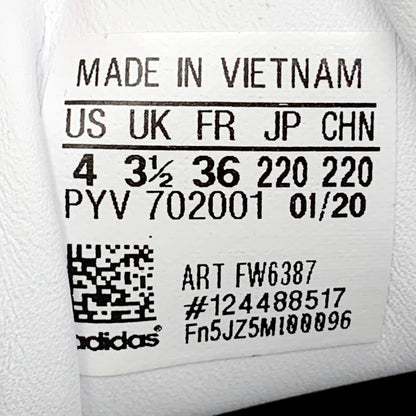 MADE IN VIETNAM
US UK FR JP CHN
4 3½ 36 220 220
PYV 702001 01/20
ART FW6387
#124488517
Fn5JZ5M100096
adidas